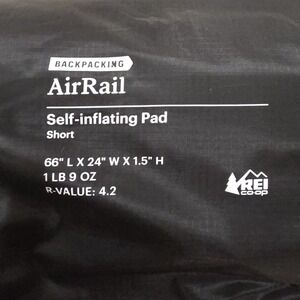 BACKPACKING
AirRail
Self-inflating Pad
Short
66" L X 24" W X 1.5" H
1 LB 9 OZ
R-VALUE: 4.2
REI
co·op